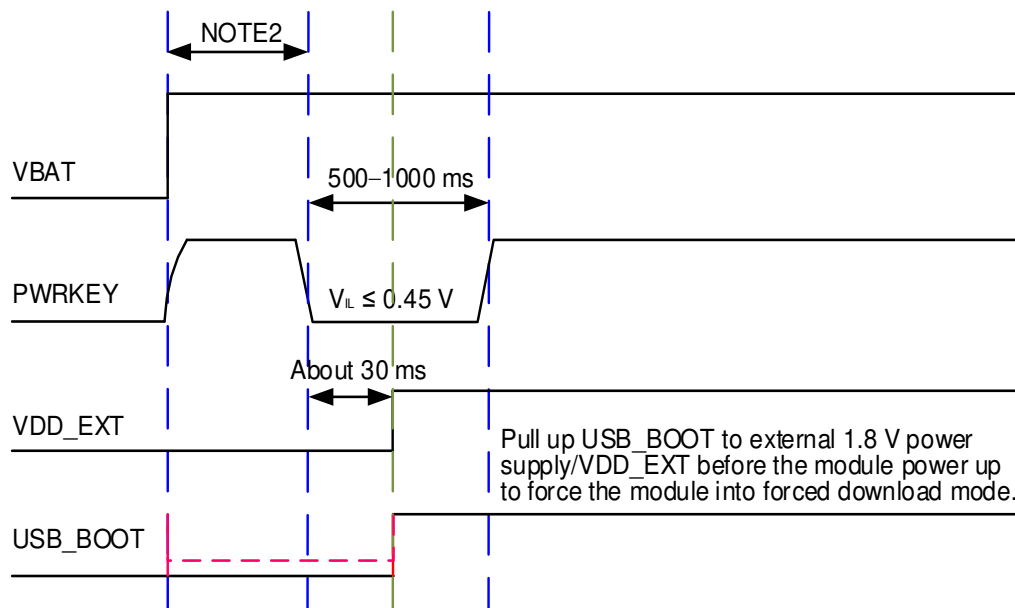 NOTE2
VBAT
500–1000 ms
PWRKEY
VIL ≤ 0.45 V
About 30 ms
VDD_EXT
Pull up USB_BOOT to external 1.8 V power
supply/VDD_EXT before the module power up
to force the module into forced download mode.
USB_BOOT